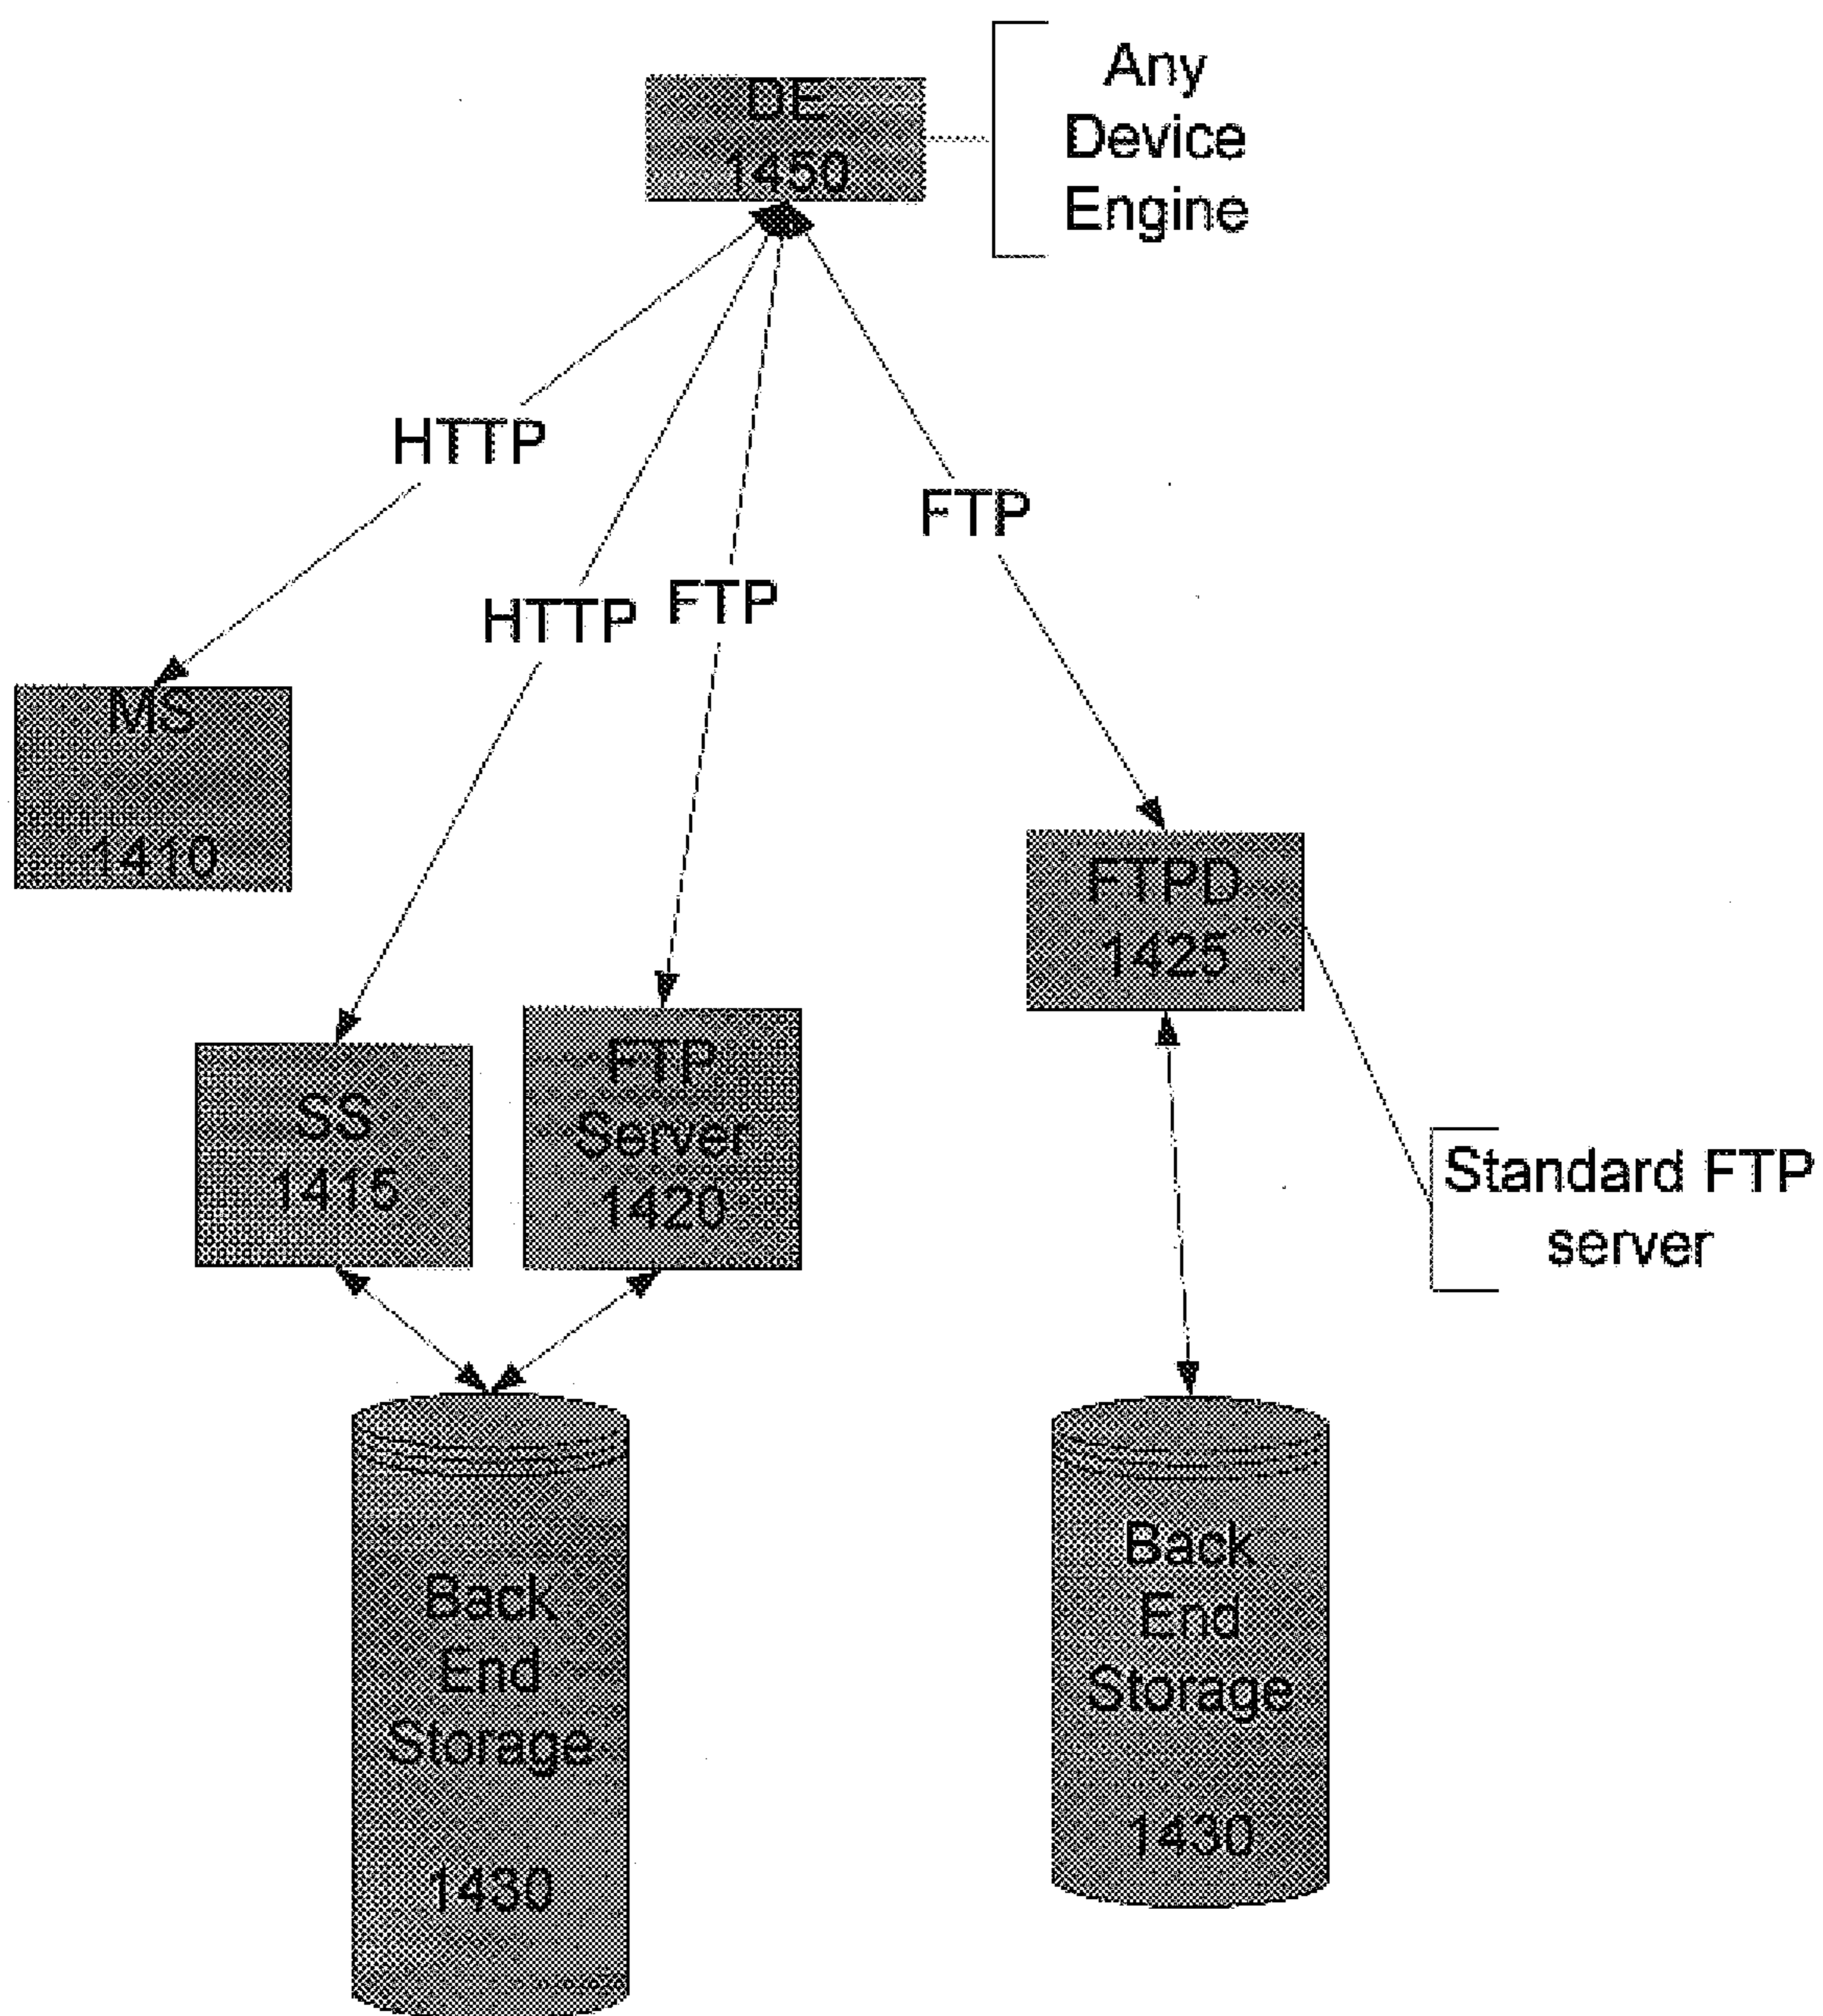 DE
1450
Any
Device
Engine
HTTP
FTP
HTTP
FTP
MS
1410
FTPD
1425
SS
1415
FTP
Server
1420
Standard FTP
server
Back
End
Storage
1430
Back
End
Storage
1430